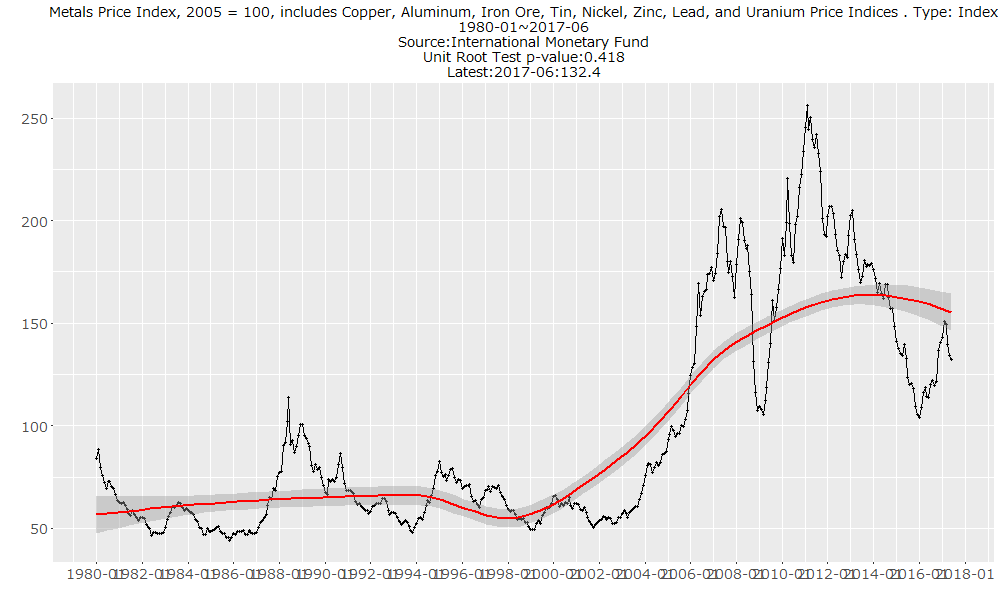 Metals Price Index, 2005 = 100, includes Copper, Aluminum, Iron Ore, Tin, Nickel, Zinc, Lead, and Uranium Price Indices . Type: Index
1980-01~2017-06
Source:International Monetary Fund
Unit Root Test p-value:0.418
Latest:2017-06:132.4
250
200
150
100
50
1980-01 1982-01 1984-01 1986-01 1988-01 1990-01 1992-01 1994-01 1996-01 1998-01 2000-01 2002-01 2004-01 2006-01 2008-01 2010-01 2012-01 2014-01 2016-01 2018-01